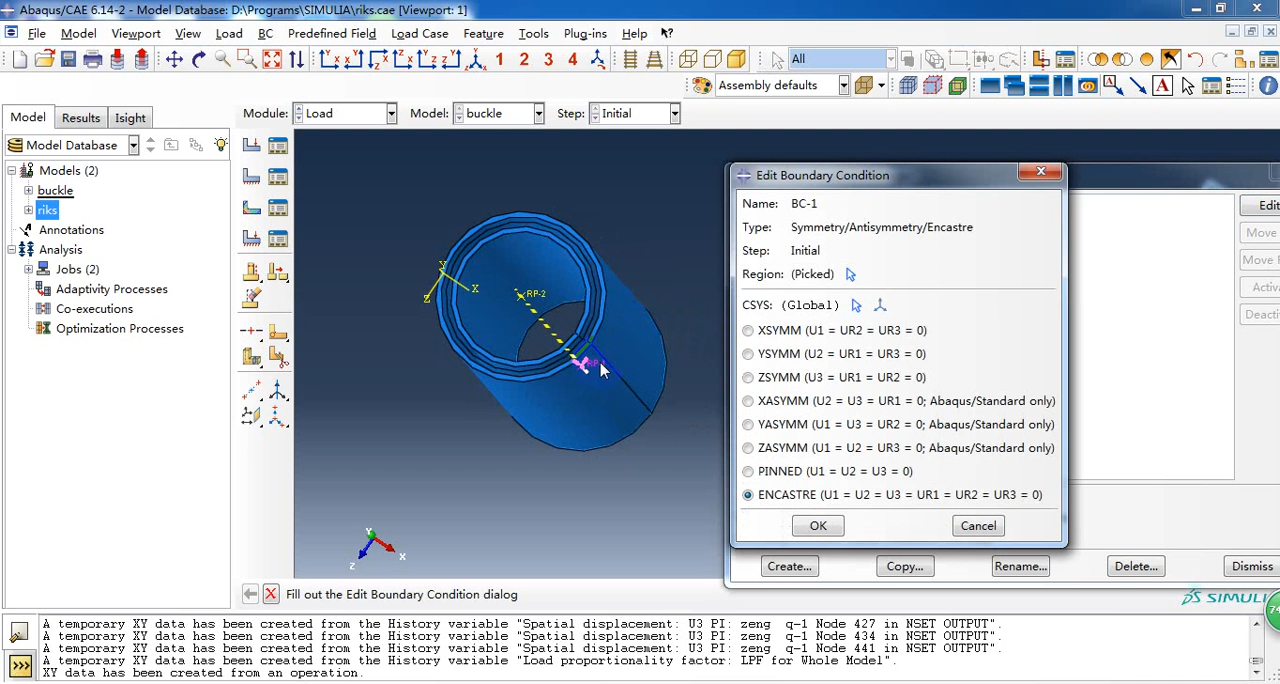 Abaqus/CAE 6.14-2 - Model Database: D:\Programs\SIMULIA\riks.cae [Viewport: 1]
File Model Viewport View Load BC Predefined Field Load Case Feature Tools Plug-ins Help
1 2 3 4 All
Assembly defaults
Model Results Isight
Module: Load Model: buckle Step: Initial
Model Database
Models (2)
buckle
riks
Annotations
Analysis
Jobs (2)
Adaptivity Processes
Co-executions
Optimization Processes
Y
X
Z
RP-2
Y
X
Z
Edit Boundary Condition
Name: BC-1
Type: Symmetry/Antisymmetry/Encastre
Step: Initial
Region: (Picked)
CSYS: (Global)
XSYMM (U1 = UR2 = UR3 = 0)
YSYMM (U2 = UR1 = UR3 = 0)
ZSYMM (U3 = UR1 = UR2 = 0)
XASYMM (U2 = U3 = UR1 = 0; Abaqus/Standard only)
YASYMM (U1 = U3 = UR2 = 0; Abaqus/Standard only)
ZASYMM (U1 = U2 = UR3 = 0; Abaqus/Standard only)
PINNED (U1 = U2 = U3 = 0)
ENCASTRE (U1 = U2 = U3 = UR1 = UR2 = UR3 = 0)
OK Cancel
Edit
Move
Move
Activ
Deacti
Create... Copy... Rename... Delete... Dismiss
Fill out the Edit Boundary Condition dialog
SIMULI
74
A temporary XY data has been created from the History variable "Spatial displacement: U3 PI: zeng q-1 Node 427 in NSET OUTPUT".
A temporary XY data has been created from the History variable "Spatial displacement: U3 PI: zeng q-1 Node 434 in NSET OUTPUT".
A temporary XY data has been created from the History variable "Spatial displacement: U3 PI: zeng q-1 Node 441 in NSET OUTPUT".
A temporary XY data has been created from the History variable "Load proportionality factor: LPF for Whole Model".
XY data has been created from an operation.